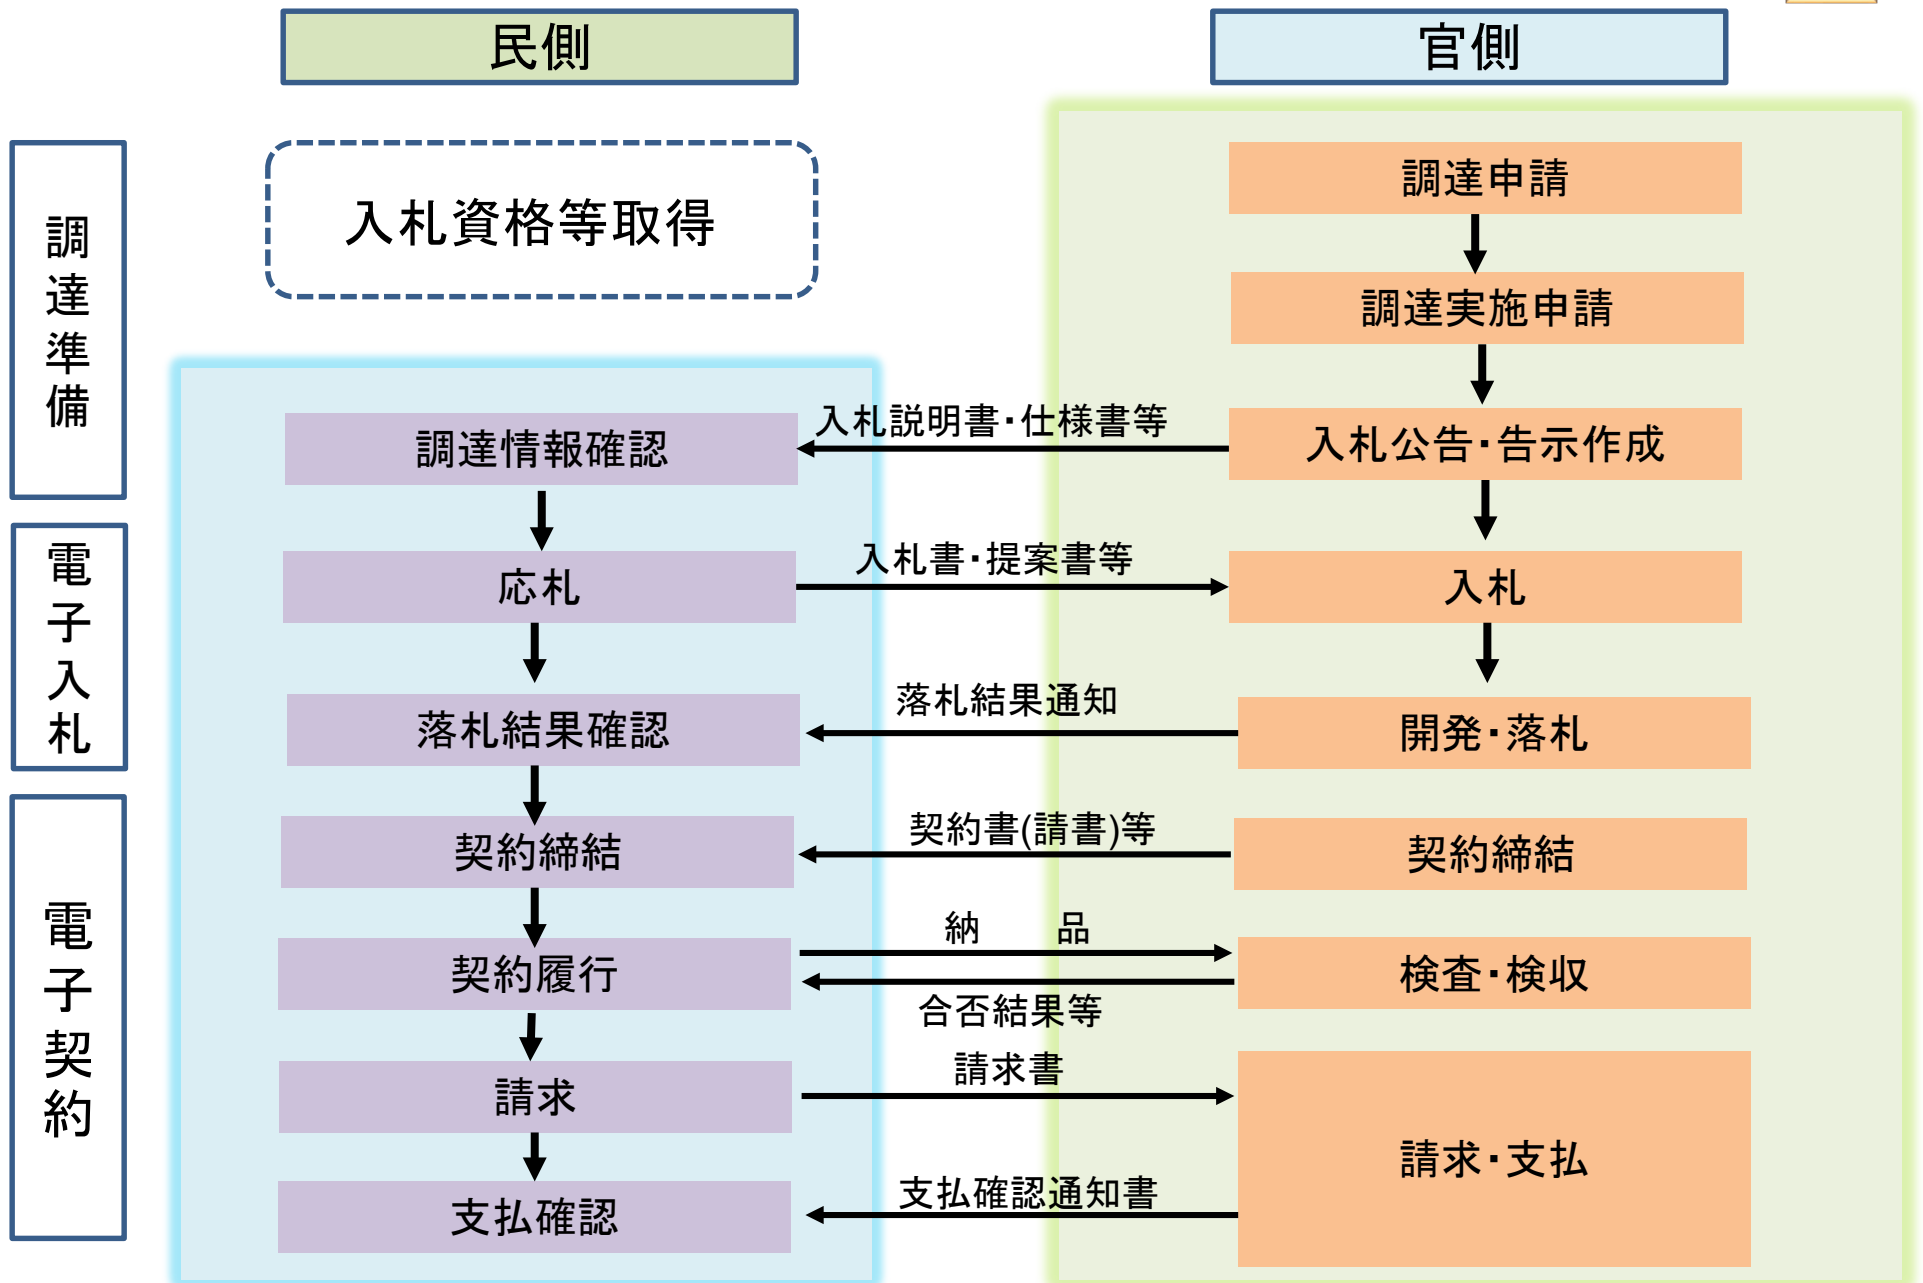 民側
官側
調達準備
入札資格等取得
調達申請
調達実施申請
調達情報確認
入札説明書・仕様書等
入札公告・告示作成
電子入札
応札
入札書・提案書等
入札
落札結果確認
落札結果通知
開発・落札
電子契約
契約締結
契約書(請書)等
契約締結
契約履行
納　品
合否結果等
検査・検収
請求
請求書
請求・支払
支払確認
支払確認通知書